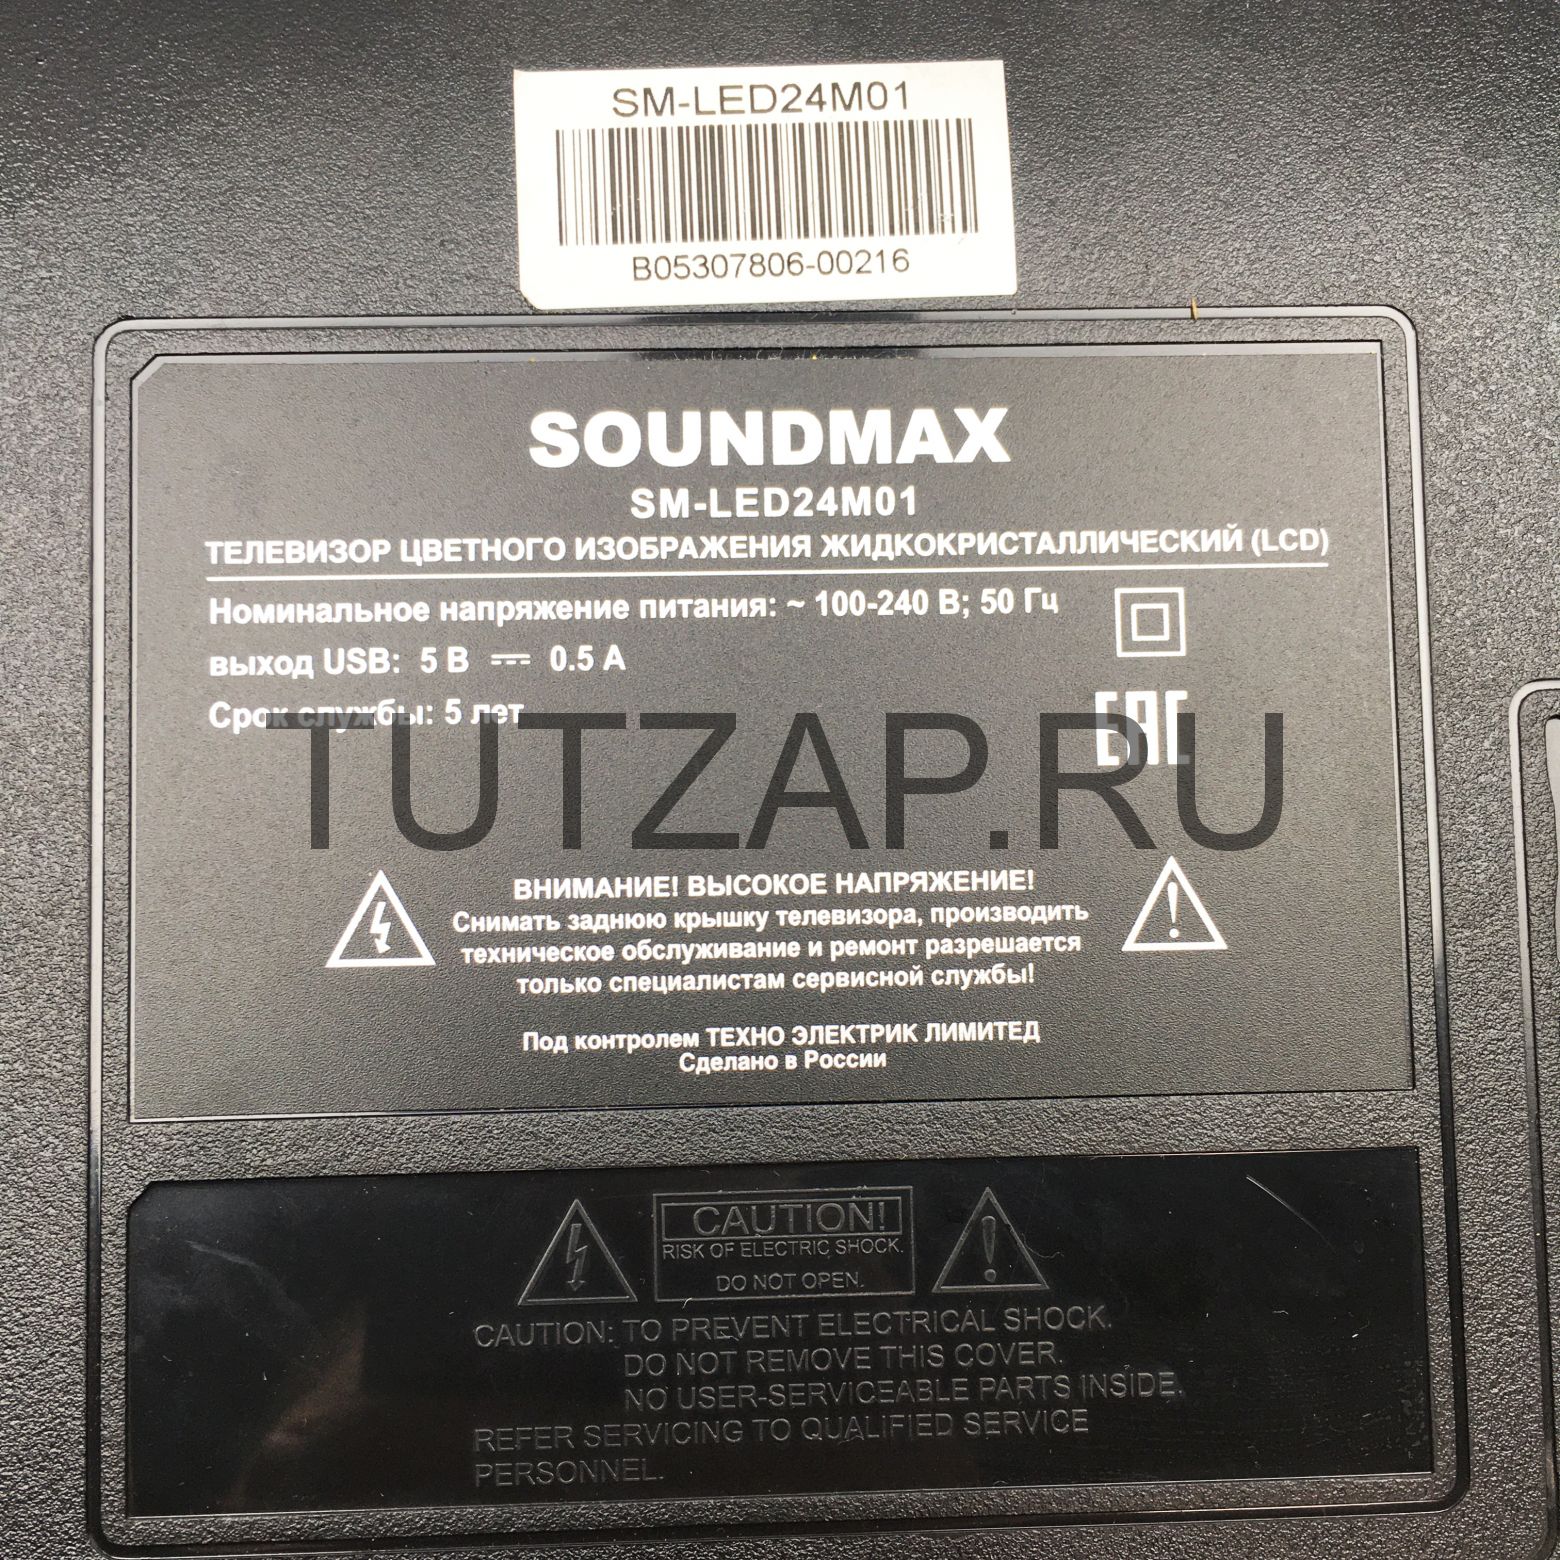 SM-LED24M01
B05307806-00216
SOUNDMAX
SM-LED24M01
ТЕЛЕВИЗОР ЦВЕТНОГО ИЗОБРАЖЕНИЯ ЖИДКОКРИСТАЛЛИЧЕСКИЙ (LCD)
Номинальное напряжение питания: ~ 100-240 В; 50 Гц
выход USB: 5 В ⎓ 0.5 А
Срок службы: 5 лет
EAC
TUTZAP.RU
ВНИМАНИЕ! ВЫСОКОЕ НАПРЯЖЕНИЕ!
Снимать заднюю крышку телевизора, производить
техническое обслуживание и ремонт разрешается
только специалистам сервисной службы!
Под контролем ТЕХНО ЭЛЕКТРИК ЛИМИТЕД
Сделано в России
CAUTION!
RISK OF ELECTRIC SHOCK.
DO NOT OPEN.
CAUTION: TO PREVENT ELECTRICAL SHOCK.
DO NOT REMOVE THIS COVER.
NO USER-SERVICEABLE PARTS INSIDE.
REFER SERVICING TO QUALIFIED SERVICE
PERSONNEL.